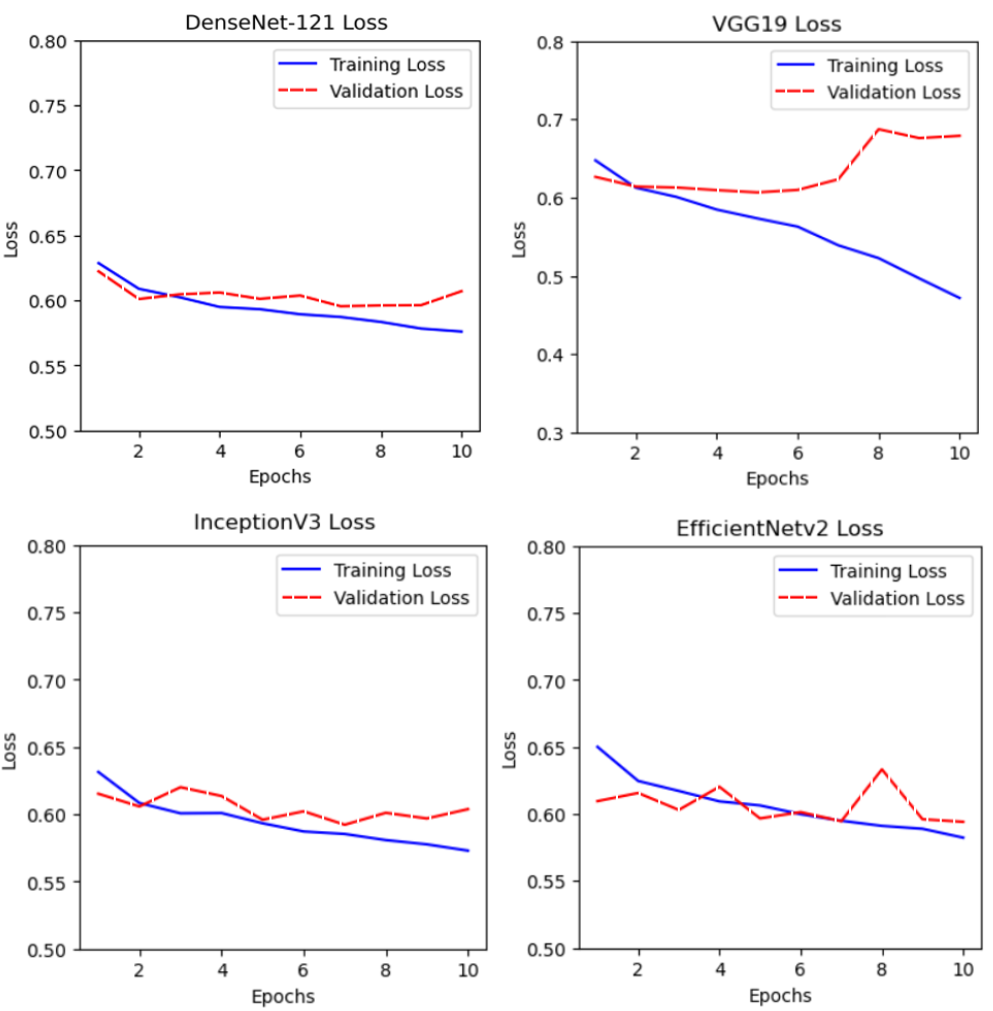 DenseNet-121 Loss
0.80
0.75
0.70
0.65
0.60
0.55
0.50
Loss
Training Loss
Validation Loss
2 4 6 8 10
Epochs
VGG19 Loss
0.8
0.7
0.6
0.5
0.4
0.3
Loss
Training Loss
Validation Loss
2 4 6 8 10
Epochs
InceptionV3 Loss
0.80
0.75
0.70
0.65
0.60
0.55
0.50
Loss
Training Loss
Validation Loss
2 4 6 8 10
Epochs
EfficientNetv2 Loss
0.80
0.75
0.70
0.65
0.60
0.55
0.50
Loss
Training Loss
Validation Loss
2 4 6 8 10
Epochs